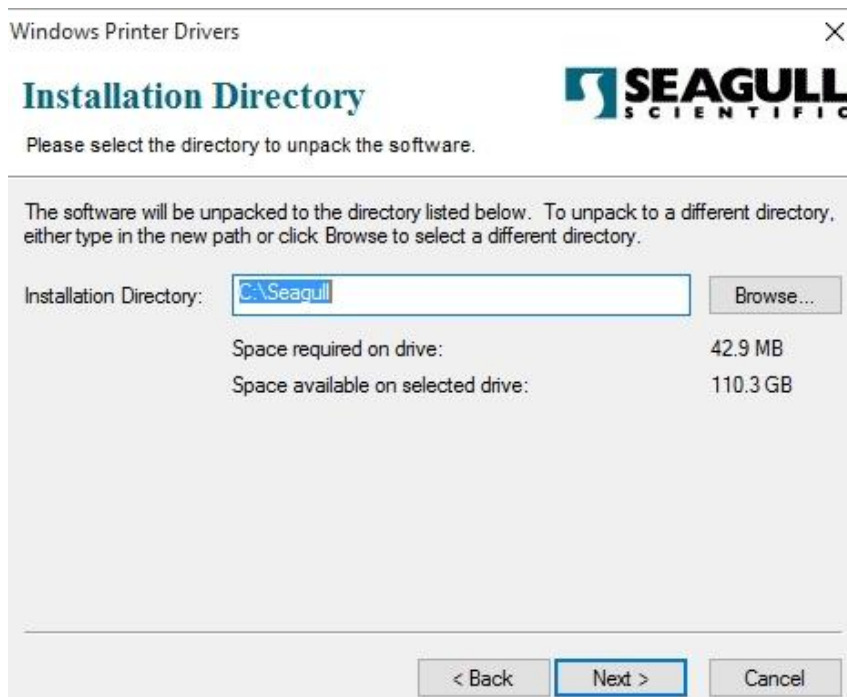 Windows Printer Drivers
Installation Directory
SEAGULL
SCIENTIFIC
Please select the directory to unpack the software.
The software will be unpacked to the directory listed below. To unpack to a different directory,
either type in the new path or click Browse to select a different directory.
Installation Directory: C:\Seagull Browse...
Space required on drive: 42.9 MB
Space available on selected drive: 110.3 GB
< Back Next > Cancel